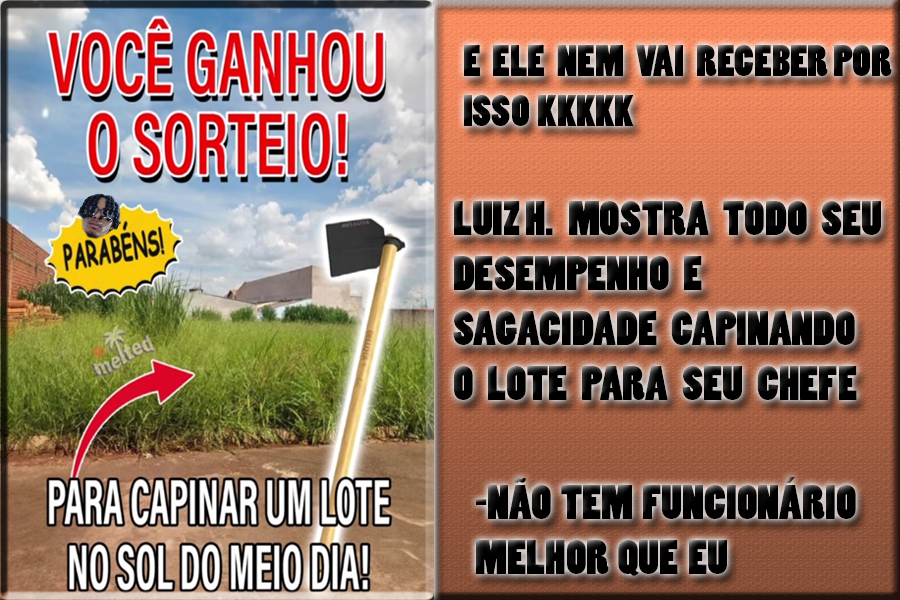 VOCÊ GANHOU
O SORTEIO!
PARABÉNS!
melted
PARA CAPINAR UM LOTE
NO SOL DO MEIO DIA!
E ELE NEM VAI RECEBER POR
ISSO KKKKK
LUIZ H. MOSTRA TODO SEU
DESEMPENHO E
SAGACIDADE CAPINANDO
O LOTE PARA SEU CHEFE
-NÃO TEM FUNCIONÁRIO
MELHOR QUE EU